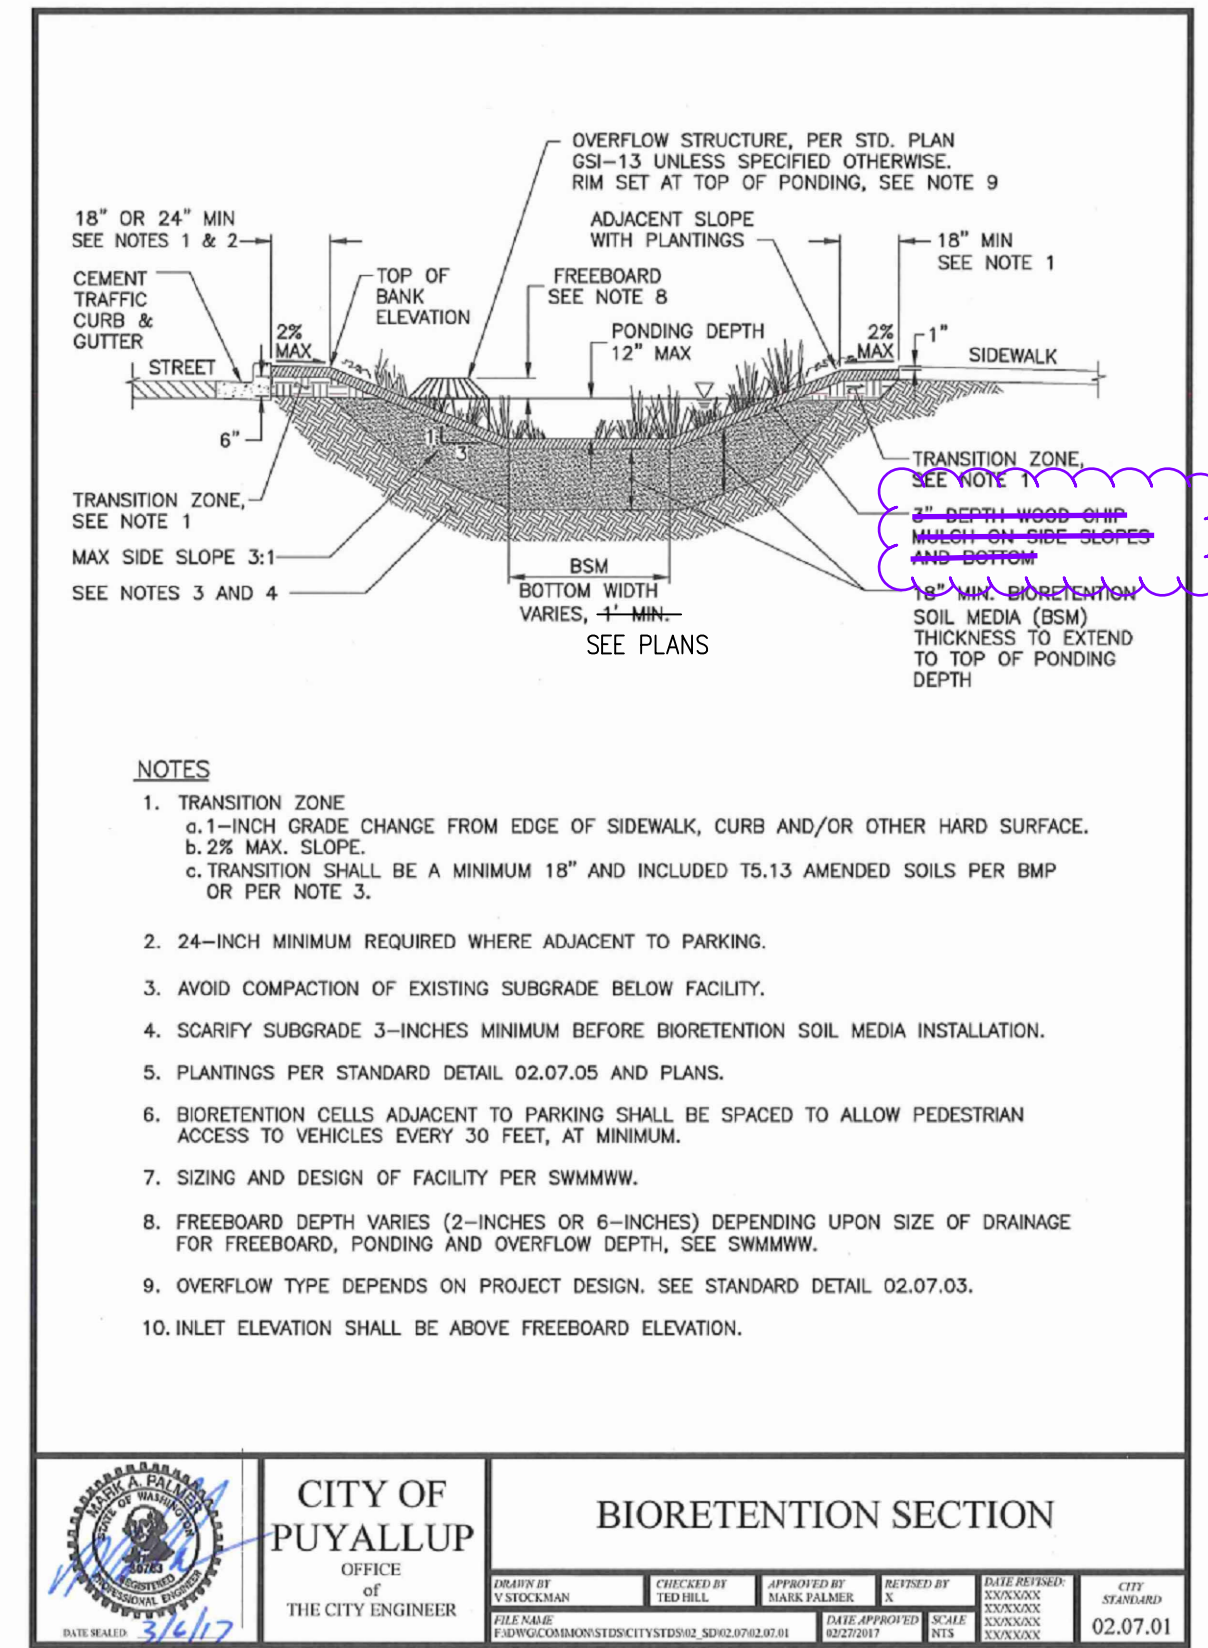 OVERFLOW STRUCTURE, PER STD. PLAN
GSI-13 UNLESS SPECIFIED OTHERWISE.
RIM SET AT TOP OF PONDING, SEE NOTE 9
18" OR 24" MIN
SEE NOTES 1 & 2
ADJACENT SLOPE
WITH PLANTINGS
18" MIN
SEE NOTE 1
CEMENT
TRAFFIC
CURB &
GUTTER
TOP OF
BANK
ELEVATION
FREEBOARD
SEE NOTE 8
PONDING DEPTH
12" MAX
2%
MAX
2%
MAX
1"
STREET
SIDEWALK
6"
1
3
TRANSITION ZONE,
SEE NOTE 1
MAX SIDE SLOPE 3:1
SEE NOTES 3 AND 4
BSM
BOTTOM WIDTH
VARIES, 1' MIN.
SEE PLANS
TRANSITION ZONE,
SEE NOTE 1
3" DEPTH WOOD CHIP
MULCH ON SIDE SLOPES
AND BOTTOM
18" MIN. BIORETENTION
SOIL MEDIA (BSM)
THICKNESS TO EXTEND
TO TOP OF PONDING
DEPTH
NOTES
1. TRANSITION ZONE
a. 1-INCH GRADE CHANGE FROM EDGE OF SIDEWALK, CURB AND/OR OTHER HARD SURFACE.
b. 2% MAX. SLOPE.
c. TRANSITION SHALL BE A MINIMUM 18" AND INCLUDED T5.13 AMENDED SOILS PER BMP
OR PER NOTE 3.
2. 24-INCH MINIMUM REQUIRED WHERE ADJACENT TO PARKING.
3. AVOID COMPACTION OF EXISTING SUBGRADE BELOW FACILITY.
4. SCARIFY SUBGRADE 3-INCHES MINIMUM BEFORE BIORETENTION SOIL MEDIA INSTALLATION.
5. PLANTINGS PER STANDARD DETAIL 02.07.05 AND PLANS.
6. BIORETENTION CELLS ADJACENT TO PARKING SHALL BE SPACED TO ALLOW PEDESTRIAN
ACCESS TO VEHICLES EVERY 30 FEET, AT MINIMUM.
7. SIZING AND DESIGN OF FACILITY PER SWMMWW.
8. FREEBOARD DEPTH VARIES (2-INCHES OR 6-INCHES) DEPENDING UPON SIZE OF DRAINAGE
FOR FREEBOARD, PONDING AND OVERFLOW DEPTH, SEE SWMMWW.
9. OVERFLOW TYPE DEPENDS ON PROJECT DESIGN. SEE STANDARD DETAIL 02.07.03.
10. INLET ELEVATION SHALL BE ABOVE FREEBOARD ELEVATION.
MARK A. PALMER
STATE OF WASHINGTON
REGISTERED
PROFESSIONAL ENGINEER
DATE SEALED: 3/6/17
CITY OF
PUYALLUP
OFFICE
of
THE CITY ENGINEER
BIORETENTION SECTION
DRAWN BY
V STOCKMAN
CHECKED BY
TED HILL
APPROVED BY
MARK PALMER
REVISED BY
X
DATE REVISED:
XX/XX/XX
XX/XX/XX
XX/XX/XX
XX/XX/XX
FILE NAME
F:\DWG\COMMON\STDS\CITYSTDS\02_SD\02.07\02.07.01
DATE APPROVED
02/27/2017
SCALE
NTS
CITY
STANDARD
02.07.01